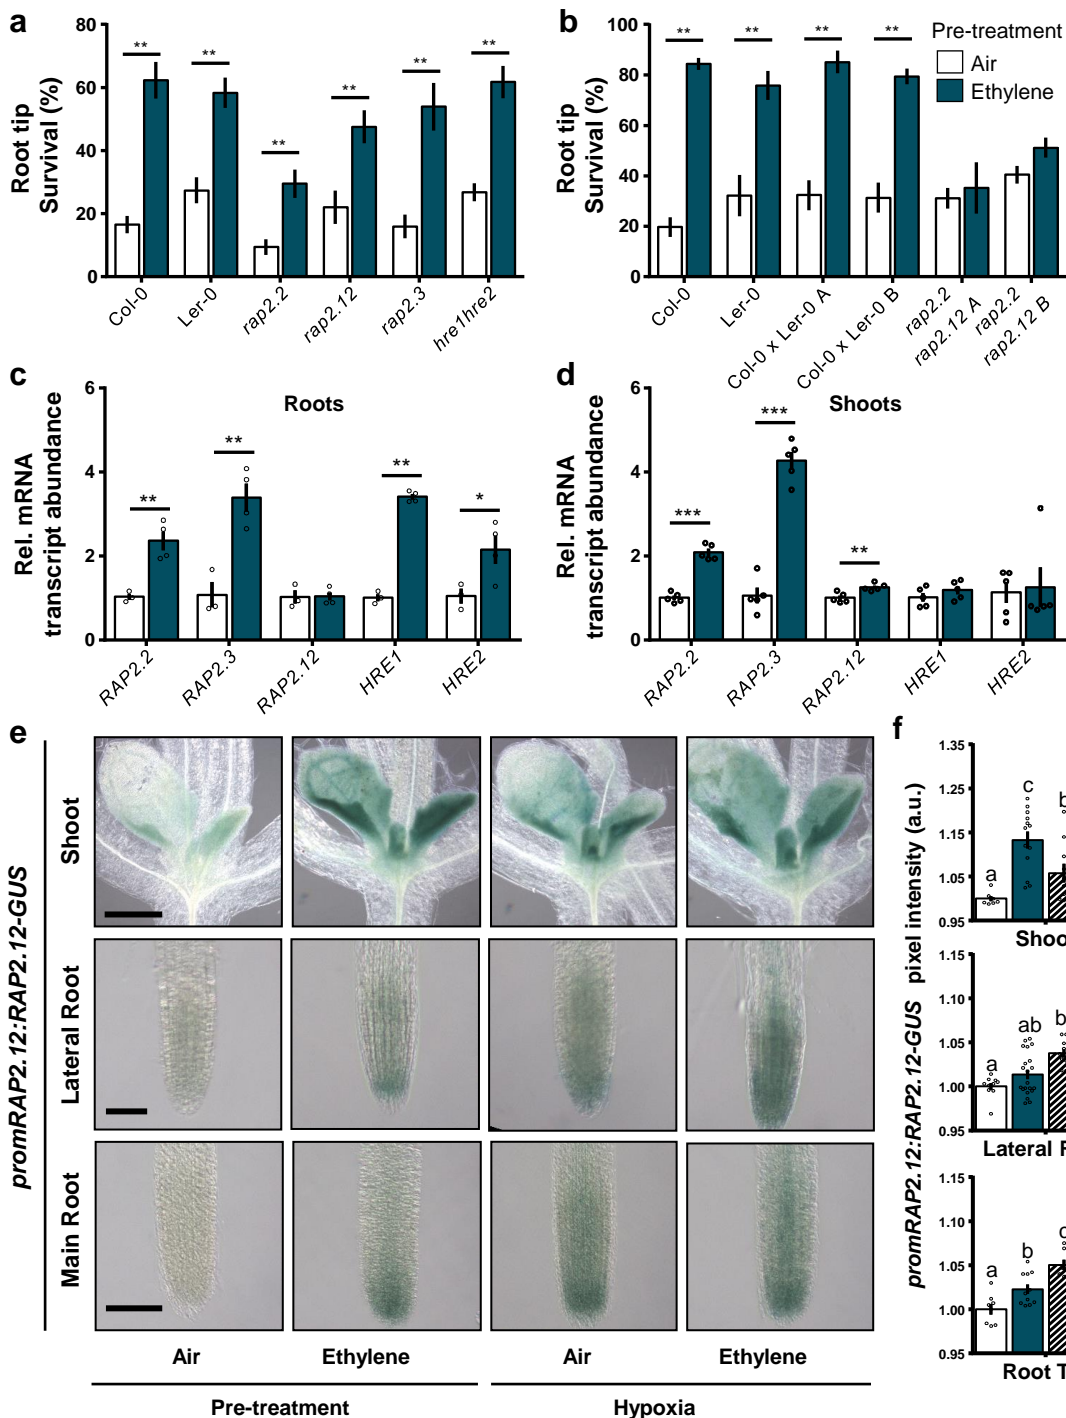 a
Root tip
Survival (%)
80
60
40
20
0
**
**
**
**
**
**
Col-0
Ler-0
rap2.2
rap2.12
rap2.3
hre1hre2
b
Root tip
Survival (%)
100
80
60
40
20
0
**
**
**
**
Pre-treatment
Air
Ethylene
Col-0
Ler-0
Col-0 x Ler-0 A
Col-0 x Ler-0 B
rap2.2
rap2.12 A
rap2.2
rap2.12 B
c
Roots
Rel. mRNA
transcript abundance
6
4
2
0
**
**
**
*
RAP2.2
RAP2.3
RAP2.12
HRE1
HRE2
d
Shoots
Rel. mRNA
transcript abundance
6
4
2
0
***
***
**
RAP2.2
RAP2.3
RAP2.12
HRE1
HRE2
e
promRAP2.12:RAP2.12-GUS
Shoot
Lateral Root
Main Root
Air
Ethylene
Air
Ethylene
Pre-treatment
Hypoxia
f
promRAP2.12:RAP2.12-GUS pixel intensity (a.u.)
1.35
1.25
1.15
1.05
0.95
a
c
b
Shoo
1.10
1.05
1.00
0.95
a
ab
b
Lateral R
1.10
1.05
1.00
0.95
a
b
Root T